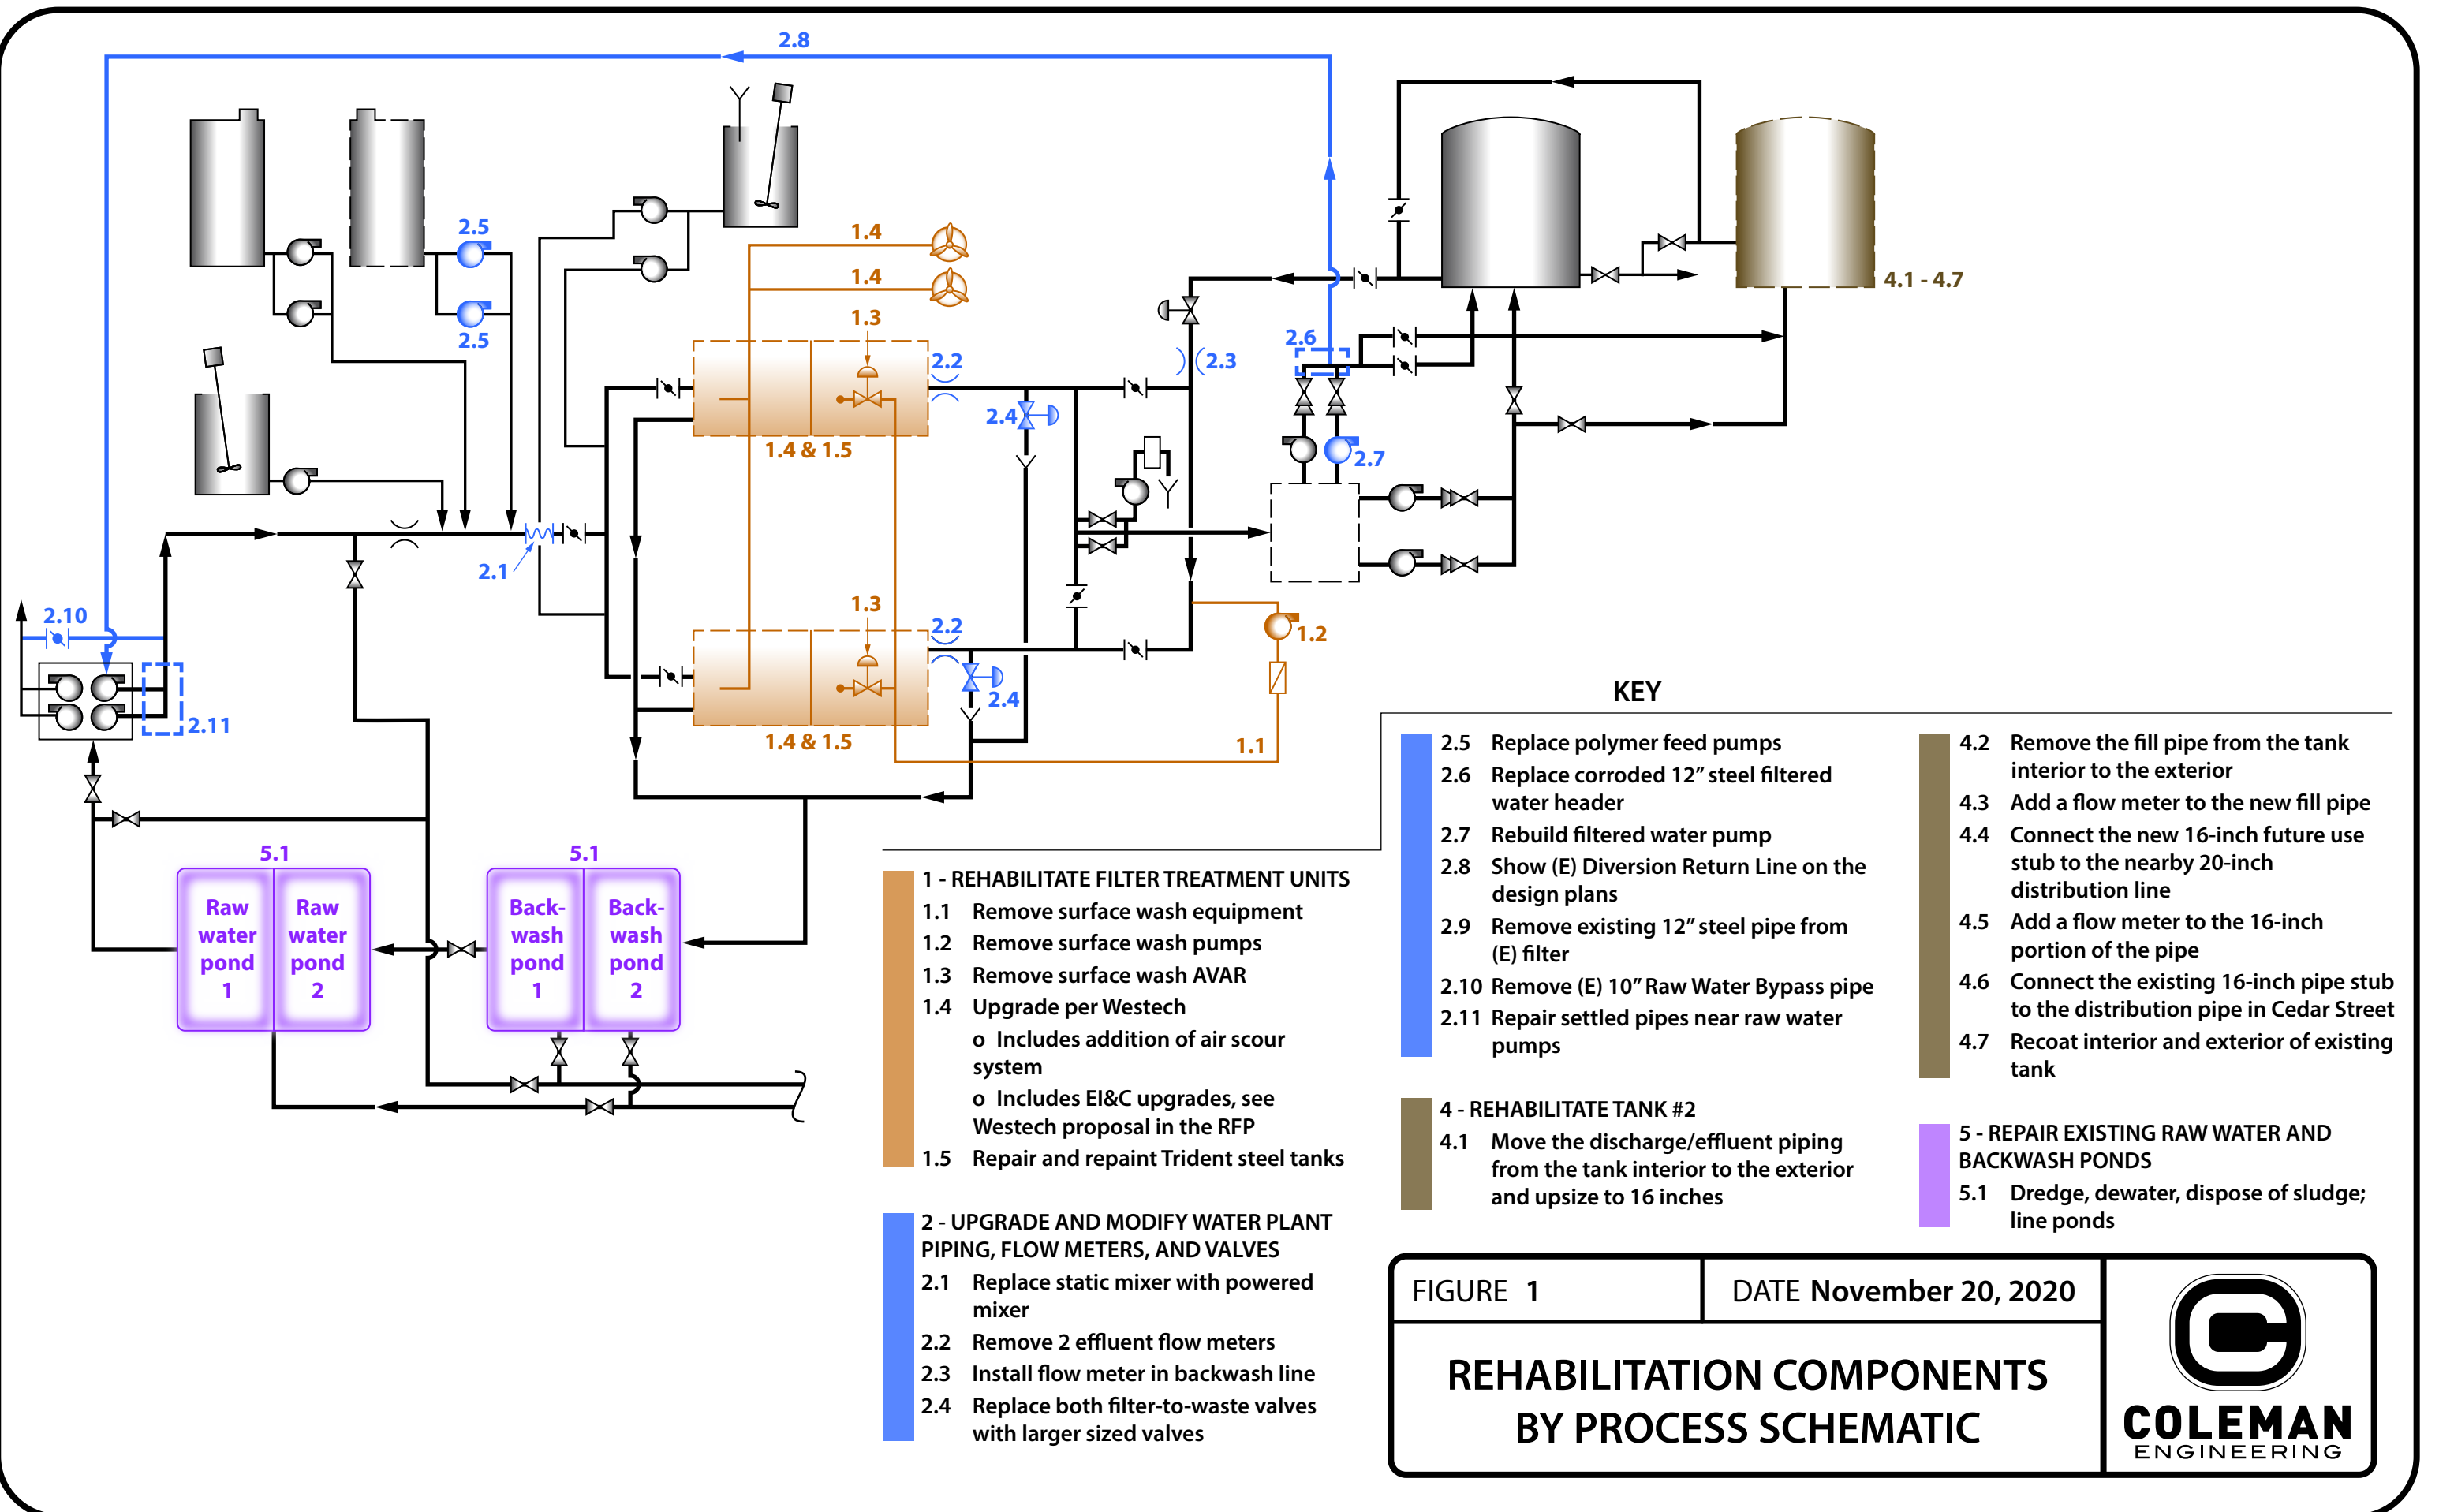 2.8
2.5
2.5
1.4
1.4
1.3
2.2
2.4
1.4 & 1.5
2.3
2.6
2.7
4.1 - 4.7
2.1
2.10
2.11
1.3
2.2
2.4
1.4 & 1.5
1.2
1.1
5.1
5.1
Raw
water
pond
1
Raw
water
pond
2
Back-
wash
pond
1
Back-
wash
pond
2
KEY
1 - REHABILITATE FILTER TREATMENT UNITS
1.1 Remove surface wash equipment
1.2 Remove surface wash pumps
1.3 Remove surface wash AVAR
1.4 Upgrade per Westech
o Includes addition of air scour
system
o Includes EI&C upgrades, see
Westech proposal in the RFP
1.5 Repair and repaint Trident steel tanks
2 - UPGRADE AND MODIFY WATER PLANT
PIPING, FLOW METERS, AND VALVES
2.1 Replace static mixer with powered
mixer
2.2 Remove 2 effluent flow meters
2.3 Install flow meter in backwash line
2.4 Replace both filter-to-waste valves
with larger sized valves
2.5 Replace polymer feed pumps
2.6 Replace corroded 12” steel filtered
water header
2.7 Rebuild filtered water pump
2.8 Show (E) Diversion Return Line on the
design plans
2.9 Remove existing 12” steel pipe from
(E) filter
2.10 Remove (E) 10” Raw Water Bypass pipe
2.11 Repair settled pipes near raw water
pumps
4 - REHABILITATE TANK #2
4.1 Move the discharge/effluent piping
from the tank interior to the exterior
and upsize to 16 inches
4.2 Remove the fill pipe from the tank
interior to the exterior
4.3 Add a flow meter to the new fill pipe
4.4 Connect the new 16-inch future use
stub to the nearby 20-inch
distribution line
4.5 Add a flow meter to the 16-inch
portion of the pipe
4.6 Connect the existing 16-inch pipe stub
to the distribution pipe in Cedar Street
4.7 Recoat interior and exterior of existing
tank
5 - REPAIR EXISTING RAW WATER AND
BACKWASH PONDS
5.1 Dredge, dewater, dispose of sludge;
line ponds
FIGURE 1
DATE November 20, 2020
REHABILITATION COMPONENTS
BY PROCESS SCHEMATIC
COLEMAN
ENGINEERING